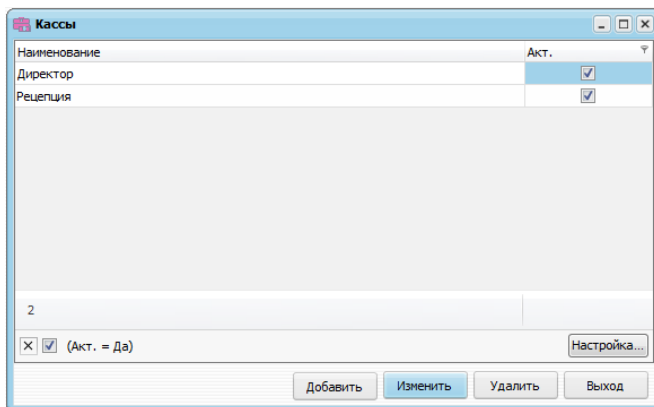 Кассы
Наименование Акт.
Директор
Рецепция
2
(Акт. = Да) Настройка...
Добавить Изменить Удалить Выход